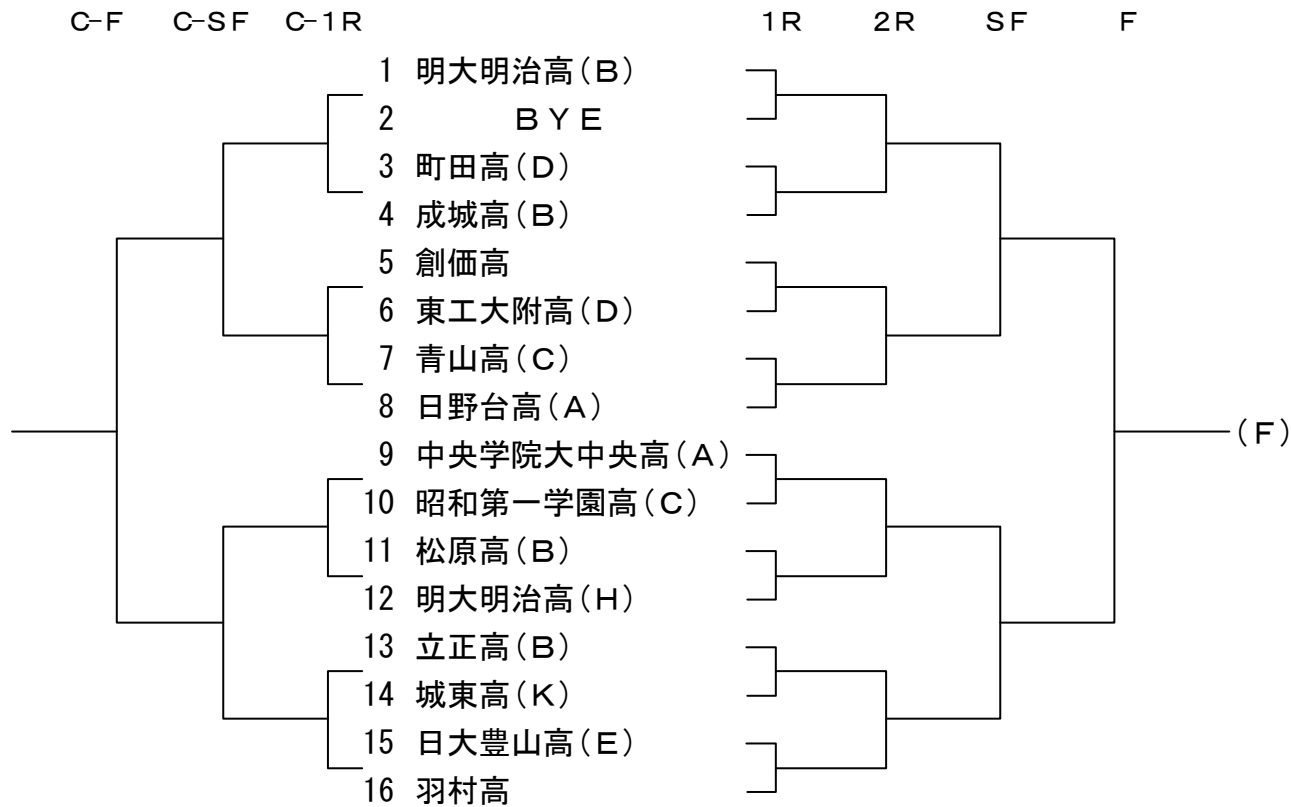 C-F C-SF C-1R 1R 2R SF F
1 明大明治高(B)
2 BYE
3 町田高(D)
4 成城高(B)
5 創価高
6 東工大附高(D)
7 青山高(C)
8 日野台高(A)
(F)
9 中央学院大中央高(A)
10 昭和第一学園高(C)
11 松原高(B)
12 明大明治高(H)
13 立正高(B)
14 城東高(K)
15 日大豊山高(E)
16 羽村高